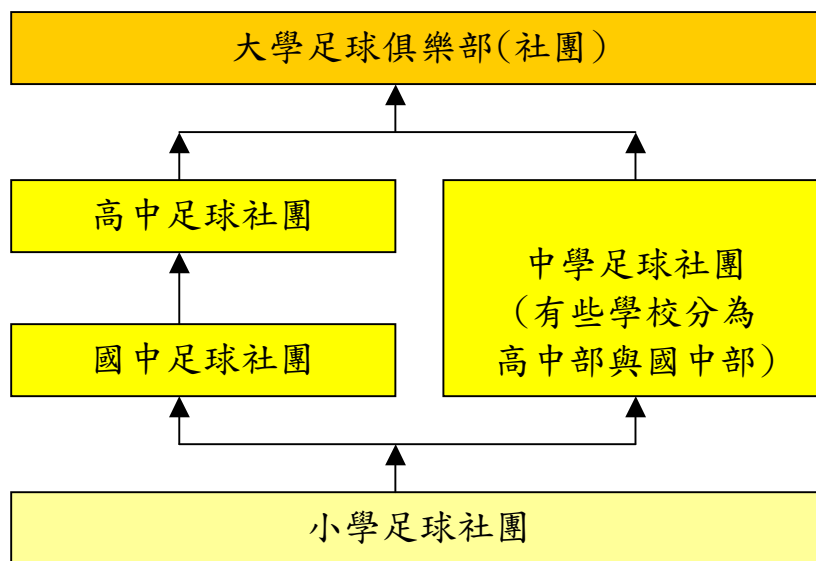 大學足球俱樂部(社團)
高中足球社團
國中足球社團
中學足球社團
(有些學校分為
高中部與國中部)
小學足球社團